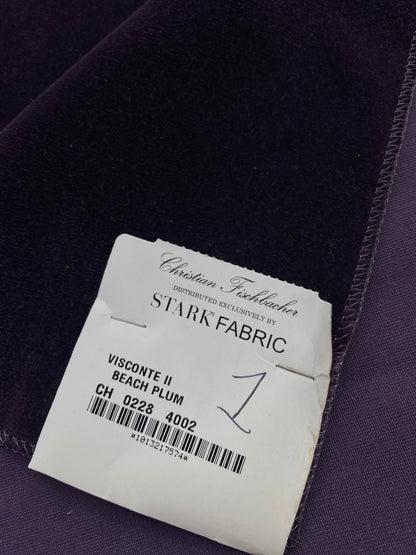 Christian Fischbacher
DISTRIBUTED EXCLUSIVELY BY
STARK® FABRIC
VISCONTE II
BEACH PLUM
CH 0228 4002
*1013217574*
1